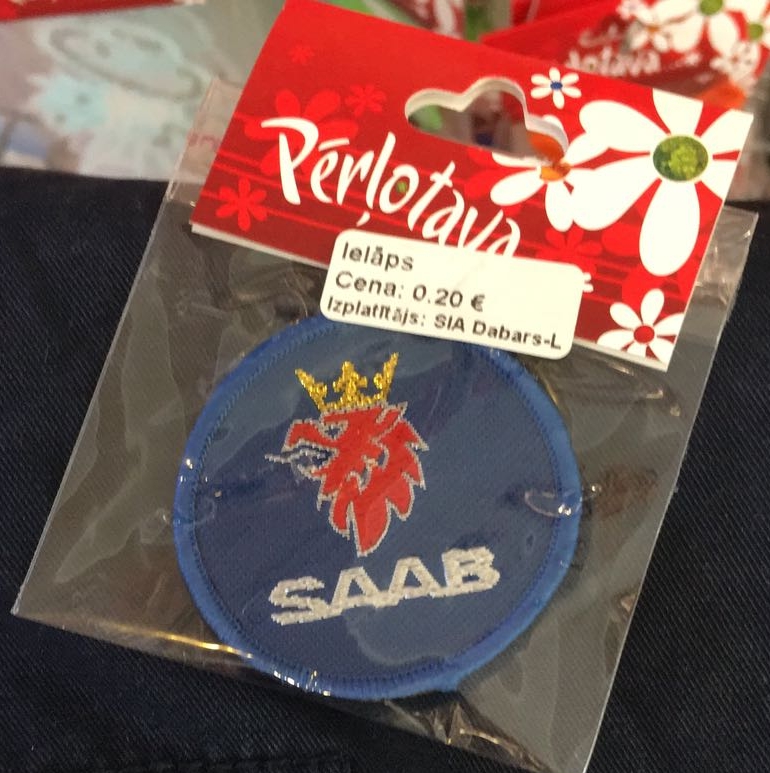 Pērļotava
Ielāps
Cena: 0.20 €
Izplatītājs: SIA Dabars-L
SAAB